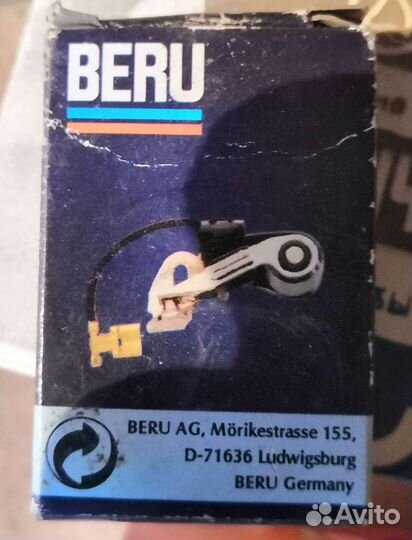 BERU
BERU AG, Mörikestrasse 155,
D-71636 Ludwigsburg
BERU Germany
Avito